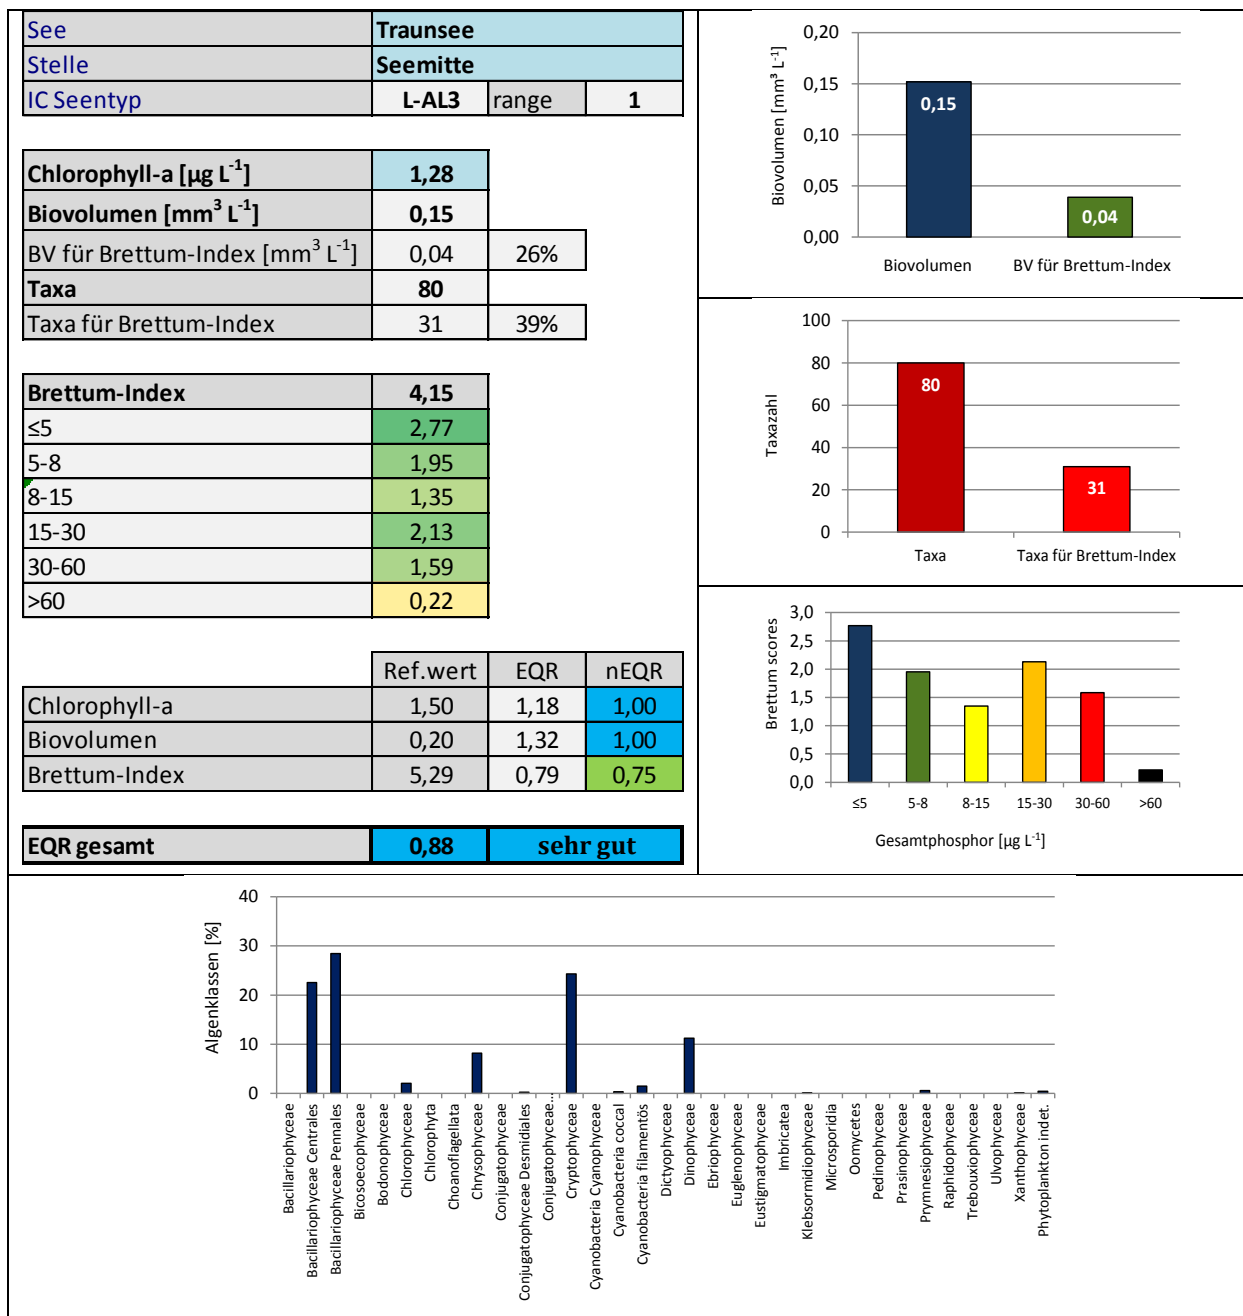 See Traunsee
Stelle Seemitte
IC Seentyp L-AL3 range 1
Chlorophyll-a [µg L⁻¹] 1,28
Biovolumen [mm³ L⁻¹] 0,15
BV für Brettum-Index [mm³ L⁻¹] 0,04 26%
Taxa 80
Taxa für Brettum-Index 31 39%
Brettum-Index 4,15
≤5 2,77
5-8 1,95
8-15 1,35
15-30 2,13
30-60 1,59
>60 0,22
Ref.wert EQR nEQR
Chlorophyll-a 1,50 1,18 1,00
Biovolumen 0,20 1,32 1,00
Brettum-Index 5,29 0,79 0,75
EQR gesamt 0,88 sehr gut
Biovolumen [mm³ L⁻¹]
0,20
0,15
0,10
0,05
0,00
0,15
0,04
Biovolumen BV für Brettum-Index
Taxazahl
100
80
60
40
20
0
80
31
Taxa Taxa für Brettum-Index
Brettum scores
3,0
2,5
2,0
1,5
1,0
0,5
0,0
≤5 5-8 8-15 15-30 30-60 >60
Gesamtphosphor [µg L⁻¹]
Algenklassen [%]
40
30
20
10
0
Bacillariophyceae
Bacillariophyceae Centrales
Bacillariophyceae Pennales
Bicosoecophyceae
Bodonophyceae
Chlorophyceae
Chlorophyta
Choanoflagellata
Chrysophyceae
Conjugatophyceae
Conjugatophyceae Desmidiales
Conjugatophyceae...
Cryptophyceae
Cyanobacteria Cyanophyceae
Cyanobacteria coccal
Cyanobacteria filamentös
Dictyophyceae
Dinophyceae
Ebriophyceae
Euglenophyceae
Eustigmatophyceae
Imbricatea
Klebsormidiophyceae
Microsporidia
Oomycetes
Pedinophyceae
Prasinophyceae
Prymnesiophyceae
Raphidophyceae
Trebouxiophyceae
Ulvophyceae
Xanthophyceae
Phytoplankton indet.